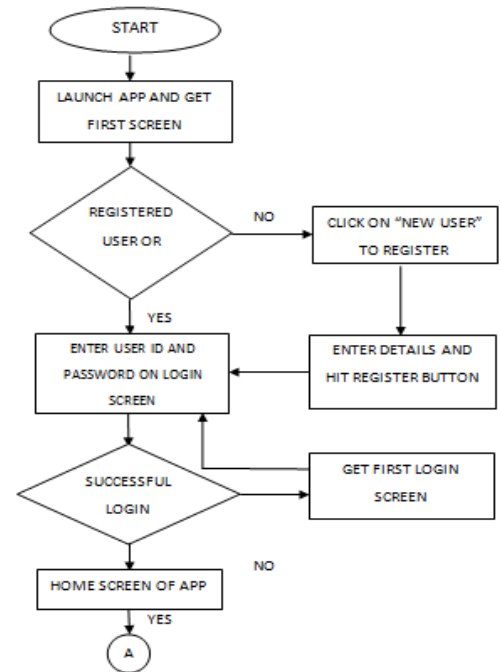 START
LAUNCH APP AND GET
FIRST SCREEN
REGISTERED
USER OR
NO
CLICK ON “NEW USER”
TO REGISTER
YES
ENTER USER ID AND
PASSWORD ON LOGIN
SCREEN
ENTER DETAILS AND
HIT REGISTER BUTTON
SUCCESSFUL
LOGIN
GET FIRST LOGIN
SCREEN
NO
HOME SCREEN OF APP
YES
A